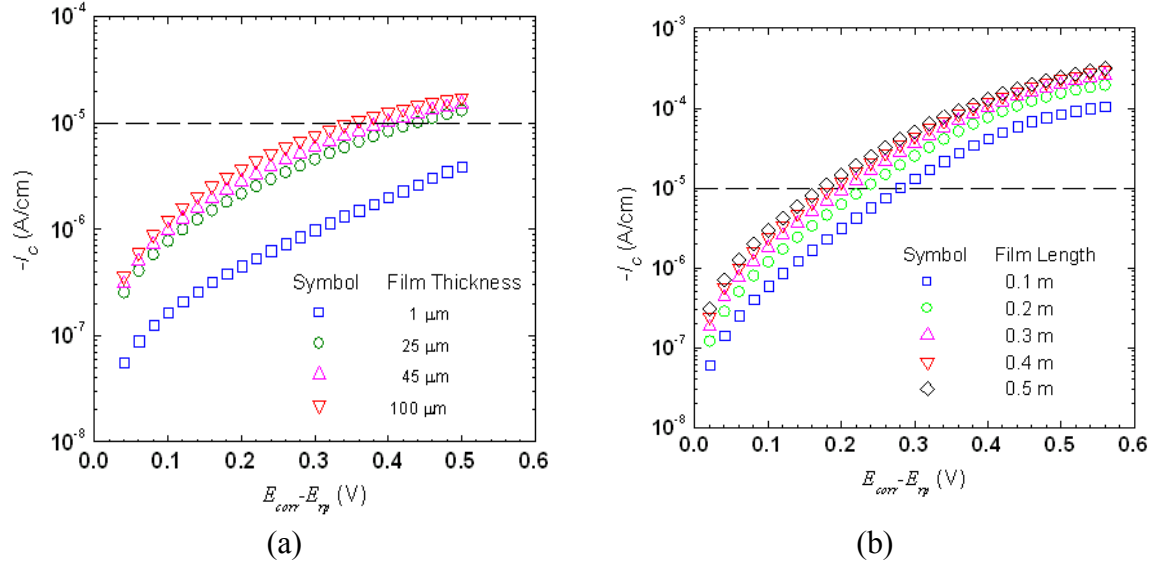 10⁻⁴
10⁻⁵
10⁻⁶
10⁻⁷
10⁻⁸
-I_C (A/cm)
Symbol Film Thickness
1 μm
25 μm
45 μm
100 μm
0.0 0.1 0.2 0.3 0.4 0.5 0.6
E_corr-E_rp (V)
(a)
10⁻³
10⁻⁴
10⁻⁵
10⁻⁶
10⁻⁷
10⁻⁸
-I_C (A/cm)
Symbol Film Length
0.1 m
0.2 m
0.3 m
0.4 m
0.5 m
0.0 0.1 0.2 0.3 0.4 0.5 0.6
E_corr-E_rp (V)
(b)